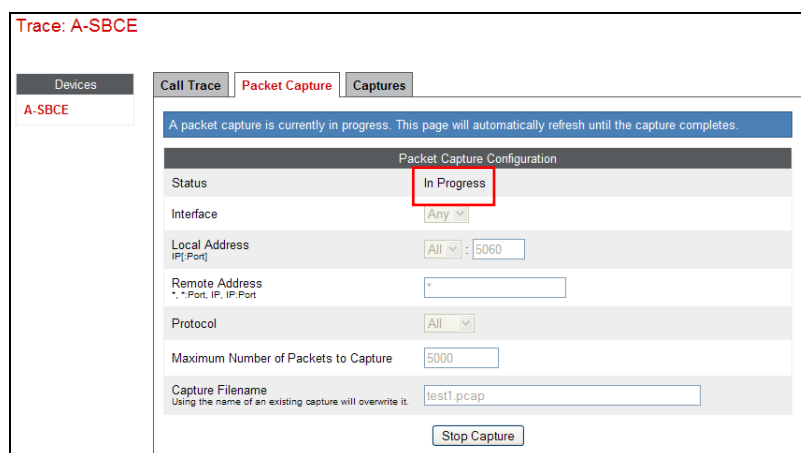 Trace: A-SBCE
Devices
A-SBCE
Call Trace Packet Capture Captures
A packet capture is currently in progress. This page will automatically refresh until the capture completes.
Packet Capture Configuration
Status In Progress
Interface Any
Local Address All : 5060
IP[:Port]
Remote Address *
*, *:Port, IP, IP:Port
Protocol All
Maximum Number of Packets to Capture 5000
Capture Filename test1.pcap
Using the name of an existing capture will overwrite it.
Stop Capture